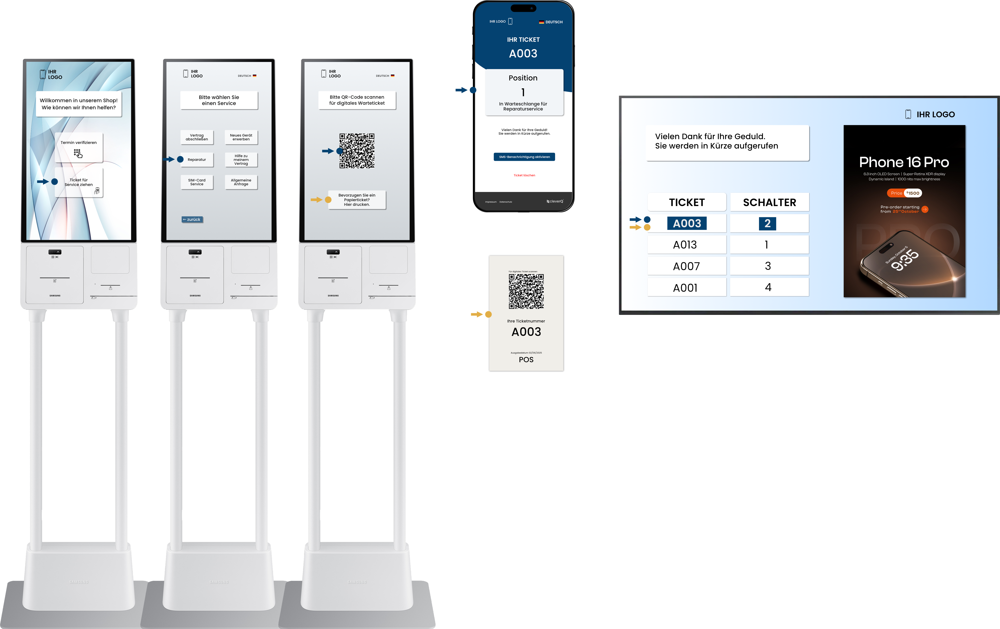 IHR
LOGO
Willkommen in unserem Shop!
Wie können wir Ihnen helfen?
Termin verifizieren
Ticket für
Service ziehen
SAMSUNG
SAMSUNG
IHR
LOGO
DEUTSCH
Bitte wählen Sie
einen Service
Vertrag
abschließen
Neues Gerät
erwerben
Reparatur
Hilfe zu
meinem
Vertrag
SIM-Card
Service
Allgemeine
Anfrage
← zurück
SAMSUNG
SAMSUNG
IHR
LOGO
DEUTSCH
Bitte QR-Code scannen
für digitales Warteticket
Bevorzugen Sie ein
Papierticket?
Hier drucken.
SAMSUNG
SAMSUNG
IHR LOGO
DEUTSCH
IHR TICKET
A003
Position
1
In Warteschlange für
Reparaturservice
Vielen Dank für Ihre Geduld!
Sie werden in Kürze aufgerufen.
SMS-Benachrichtigung aktivieren
Ticket löschen
Impressum Datenschutz
cleverQ
Für digitales Ticket scannen
Ihre Ticketnummer
A003
Ausgabedatum 02/06/2025
POS
IHR LOGO
Vielen Dank für Ihre Geduld.
Sie werden in Kürze aufgerufen
TICKET SCHALTER
A003 2
A013 1
A007 3
A001 4
Phone 16 Pro
6.3 inch OLED Screen | Super Retina XDR display
Dynamic Island | 1000 nits max brightness
Price $1500
Pre-order starting
from 25thOctober
PRO
Sunday, October 5
9:35